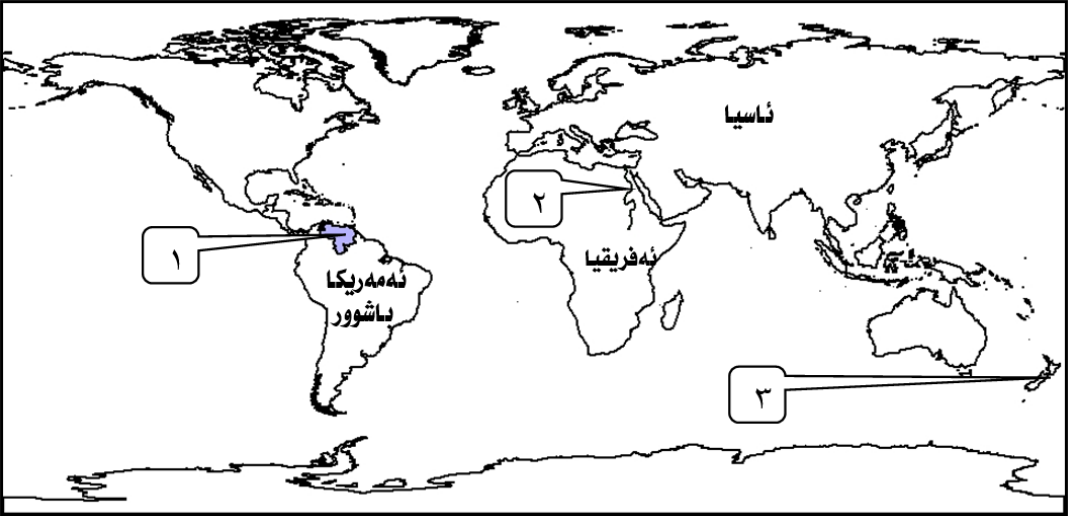 ئاسیا
٢
١
ئەفریقیا
ئەمەریکا
باشوور
٣